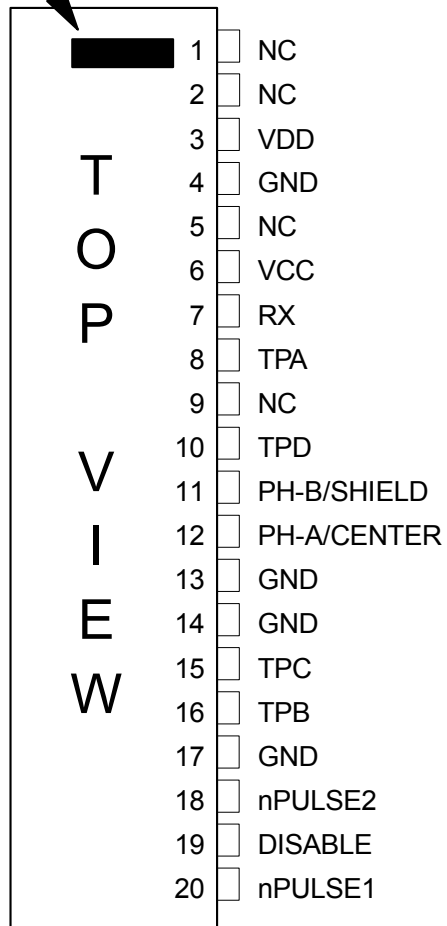 1 NC
2 NC
3 VDD
4 GND
5 NC
6 VCC
7 RX
8 TPA
9 NC
10 TPD
11 PH-B/SHIELD
12 PH-A/CENTER
13 GND
14 GND
15 TPC
16 TPB
17 GND
18 nPULSE2
19 DISABLE
20 nPULSE1
TOP VIEW